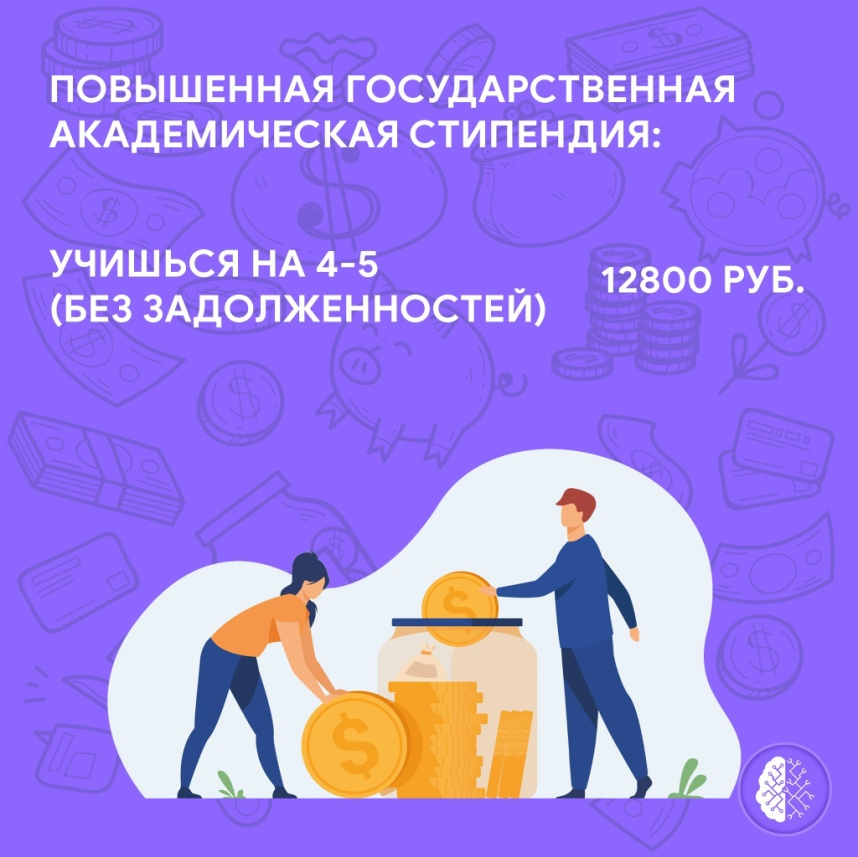 ПОВЫШЕННАЯ ГОСУДАРСТВЕННАЯ
АКАДЕМИЧЕСКАЯ СТИПЕНДИЯ:
УЧИШЬСЯ НА 4-5
(БЕЗ ЗАДОЛЖЕННОСТЕЙ)
12800 РУБ.